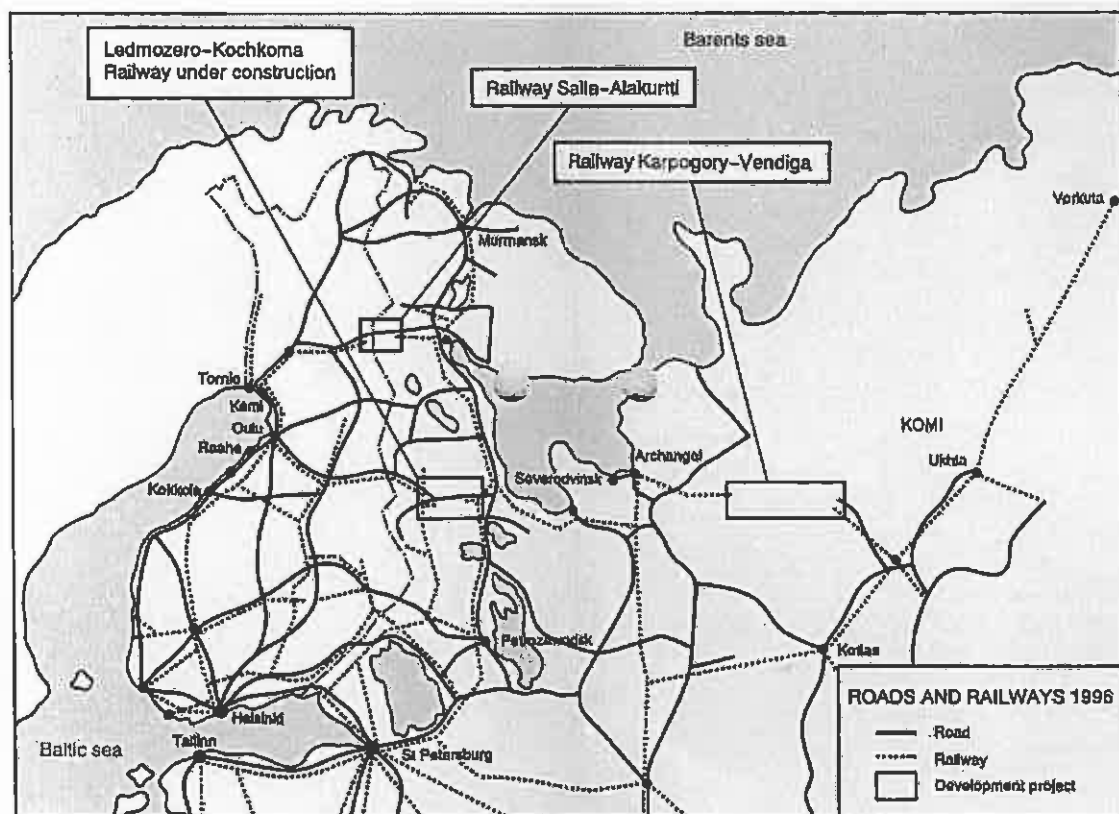 Ledmozero-Kochkoma
Railway under construction
Barents sea
Railway Salla-Alakurtti
Railway Karpogory-Vendiga
Vorkuta
Murmansk
Tornio
Kemi
Oulu
Raahe
Kokkola
KOMI
Archangel
Ukhta
Severodvinsk
Petrozavodsk
Kotlas
Helsinki
Baltic sea
Tallinn
St Petersburg
ROADS AND RAILWAYS 1996
Road
Railway
Development project